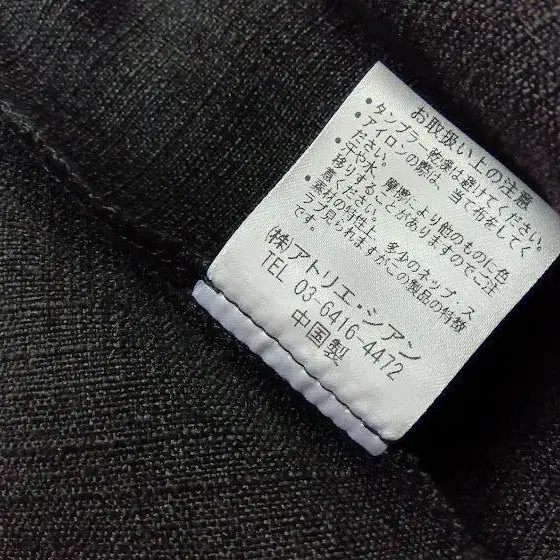 お取扱い上の注意
・タンブラー乾燥は避けてください。
・アイロンの際は、当て布をしてく
ださい。
・汗や水、摩擦により他のものに色
移りすることがありますのでご注
意ください。
・素材の特性上、多少のネップ・ス
ラブ見られますがこの製品の特徴
です。
(株)アトリエ・シアン
TEL 03-6416-4472
中国製